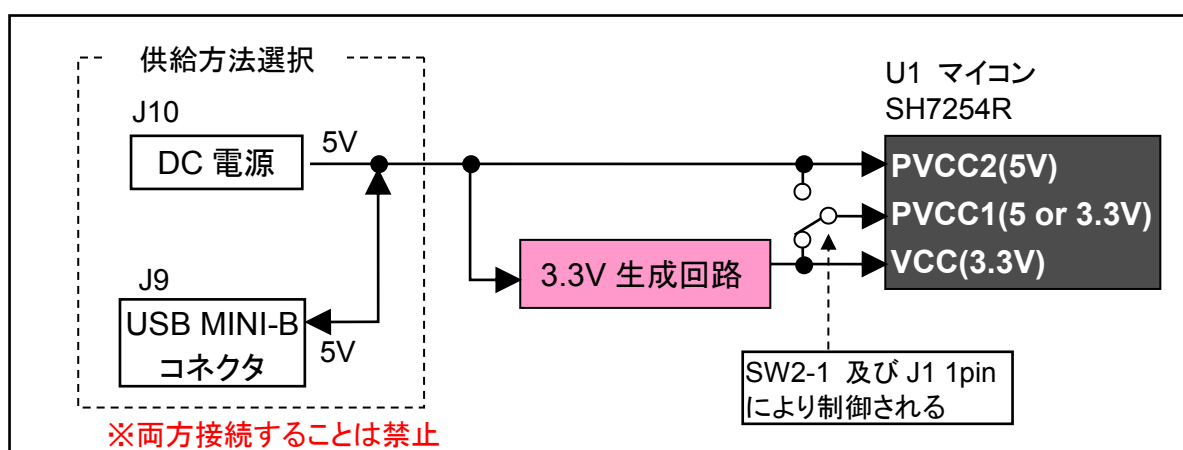 供給方法選択
J10
DC 電源
5V
J9
USB MINI-B
コネクタ
5V
※両方接続することは禁止
3.3V 生成回路
U1 マイコン
SH7254R
PVCC2(5V)
PVCC1(5 or 3.3V)
VCC(3.3V)
SW2-1 及び J1 1pin
により制御される